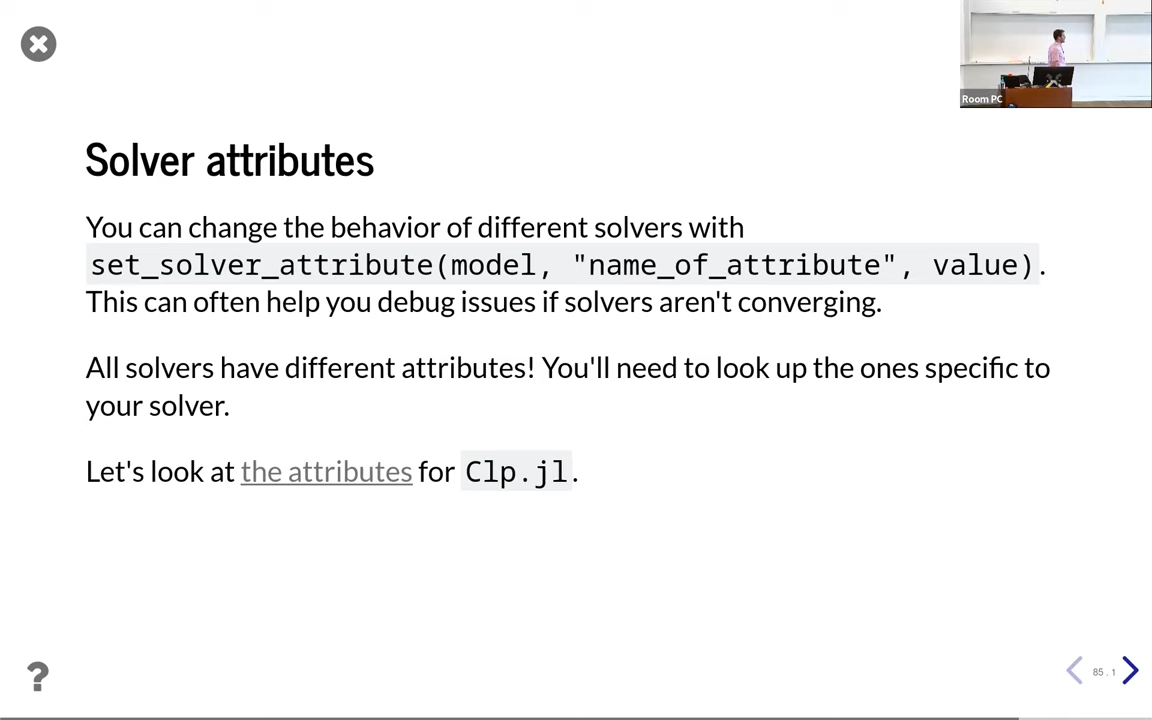 Room PC
Solver attributes
You can change the behavior of different solvers with
set_solver_attribute(model, "name_of_attribute", value).
This can often help you debug issues if solvers aren't converging.
All solvers have different attributes! You'll need to look up the ones specific to
your solver.
Let's look at the attributes for Clp.jl.
?
85.1